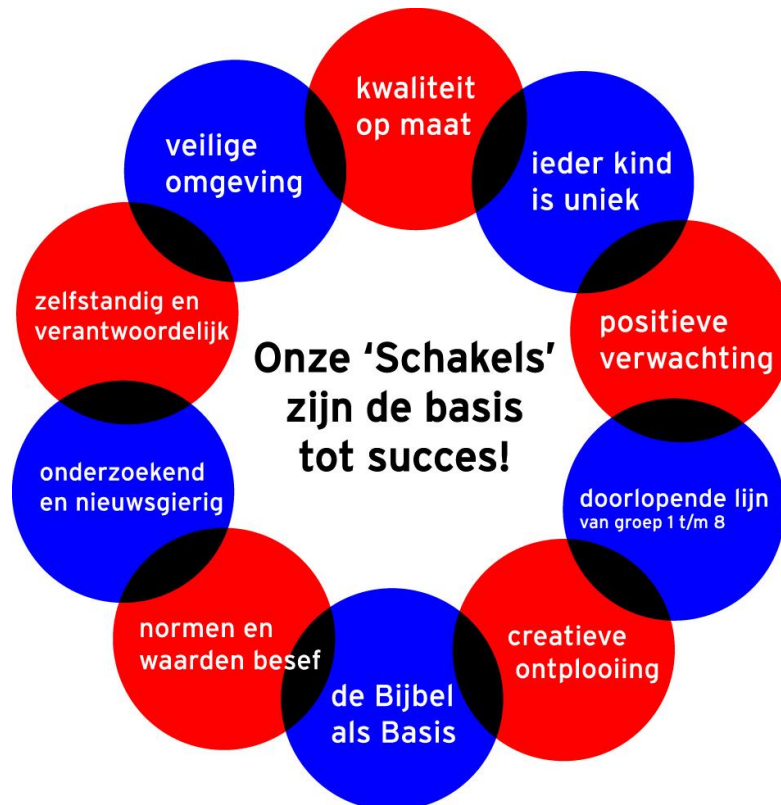 kwaliteit
op maat
ieder kind
is uniek
positieve
verwachting
doorlopende lijn
van groep 1 t/m 8
creatieve
ontplooiing
de Bijbel
als Basis
normen en
waarden besef
onderzoekend
en nieuwsgierig
zelfstandig en
verantwoordelijk
veilige
omgeving
Onze ‘Schakels’
zijn de basis
tot succes!